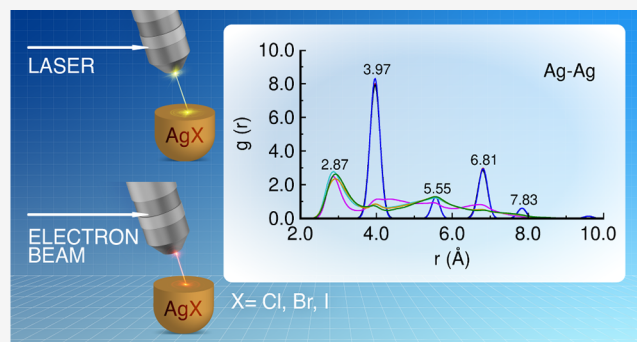 LASER
AgX
ELECTRON
BEAM
AgX
X= Cl, Br, I
Ag-Ag
g (r)
10.0
8.0
6.0
4.0
2.0
0.0
3.97
2.87
5.55
6.81
7.83
2.0 4.0 6.0 8.0 10.0
r (Å)